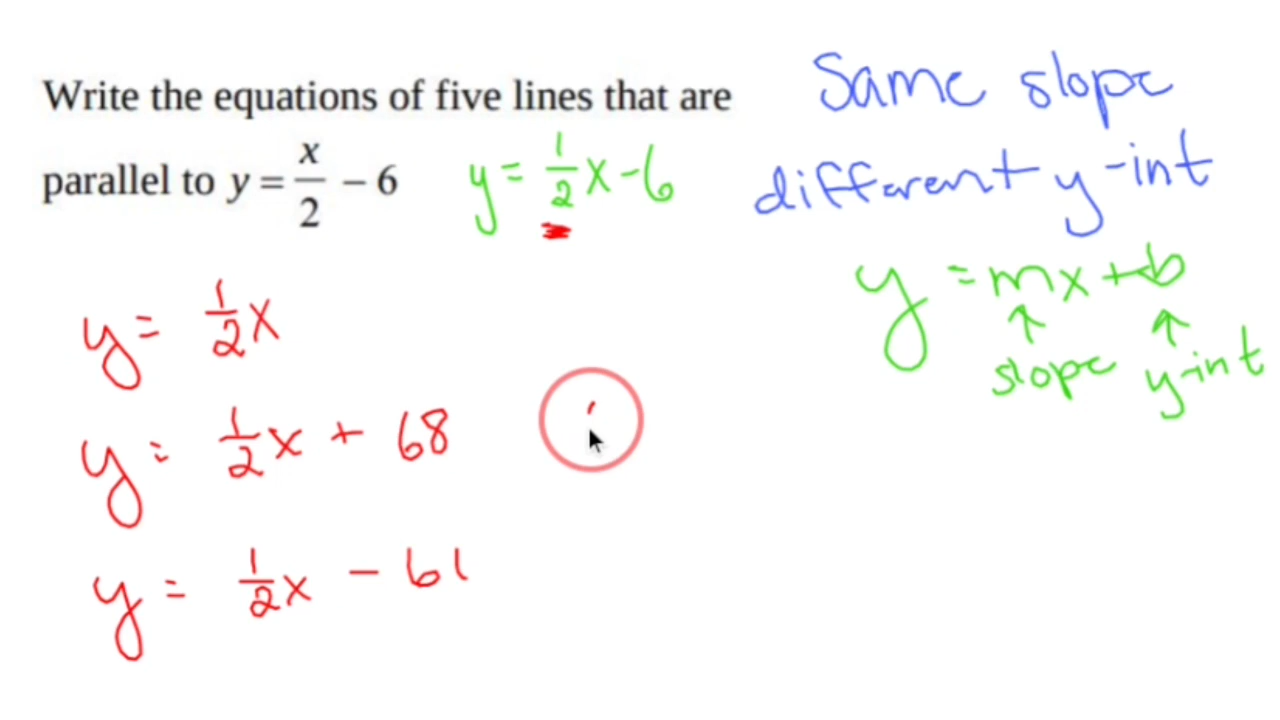 Write the equations of five lines that are
parallel to y = x/2 − 6
y = 1/2 x − 6
Same slope
different y-int
y = mx + b
slope
y-int
y = 1/2 x
y = 1/2 x + 68
y = 1/2 x − 61